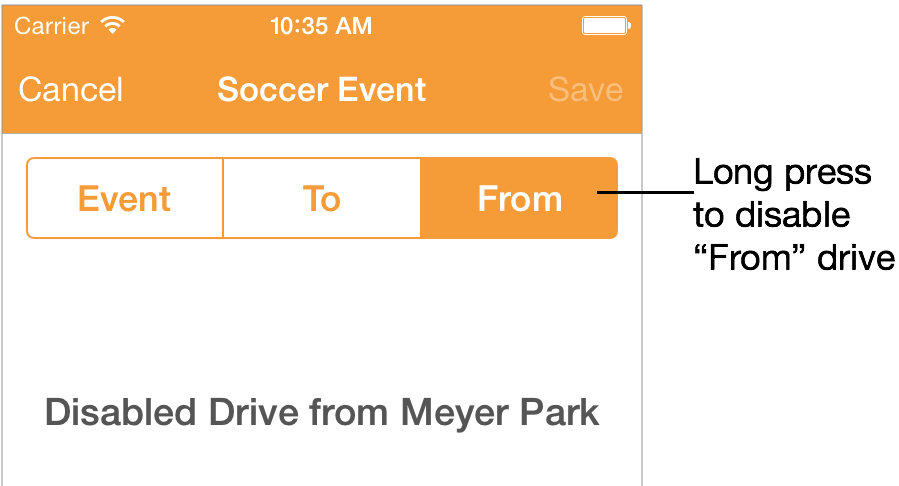 Carrier 10:35 AM
Cancel Soccer Event Save
Event To From
Long press
to disable
“From” drive
Disabled Drive from Meyer Park